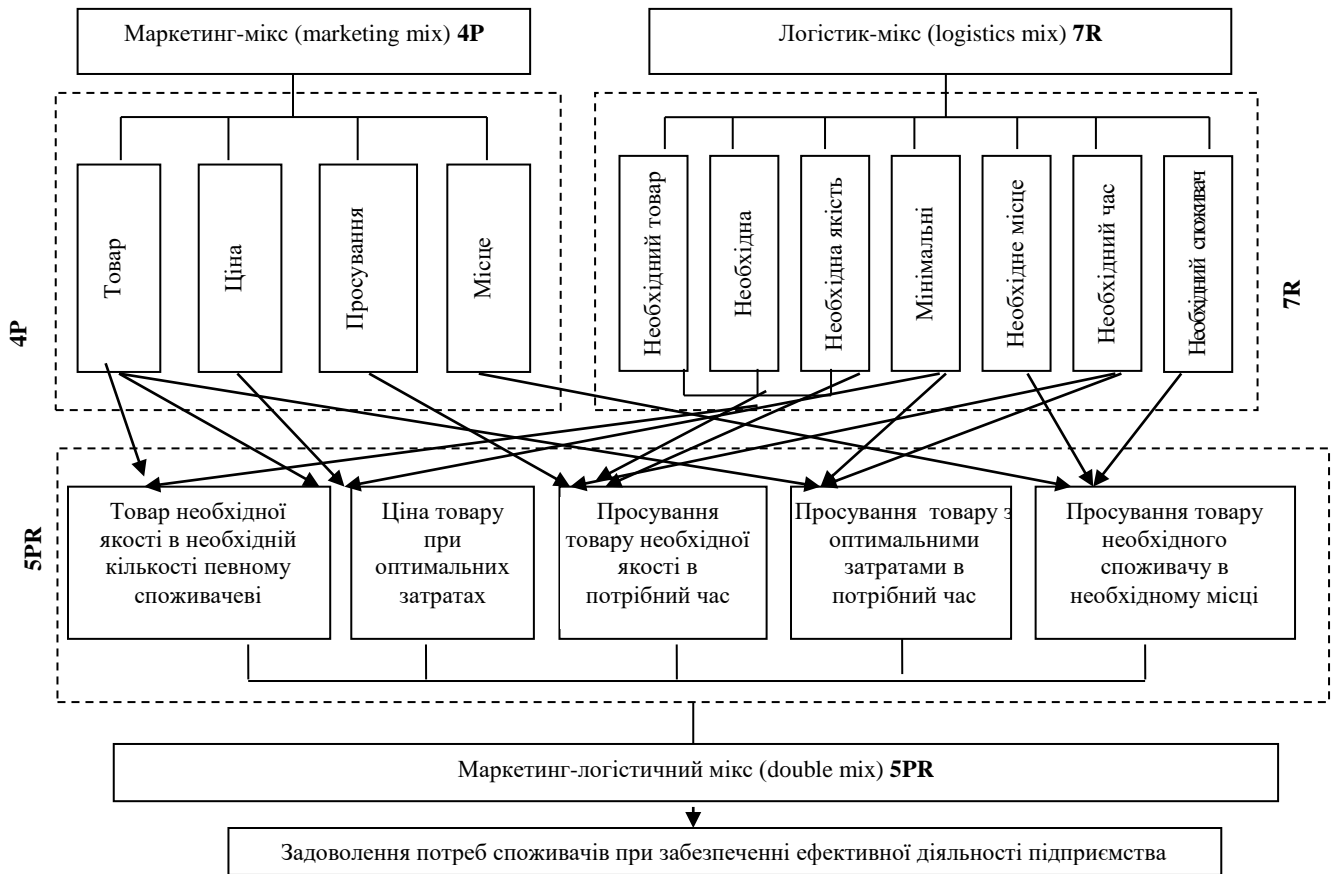 Маркетинг-мікс (marketing mix) 4P
Логістик-мікс (logistics mix) 7R
4P
Товар
Ціна
Просування
Місце
Необхідний товар
Необхідна
Необхідна якість
Мінімальні
Необхідне місце
Необхідний час
Необхідний споживач
7R
5PR
Товар необхідної
якості в необхідній
кількості певному
споживачеві
Ціна товару
при
оптимальних
затратах
Просування
товару необхідної
якості в
потрібний час
Просування товару з
оптимальними
затратами в
потрібний час
Просування товару
необхідного
споживачу в
необхідному місці
Маркетинг-логістичний мікс (double mix) 5PR
Задоволення потреб споживачів при забезпеченні ефективної діяльності підприємства